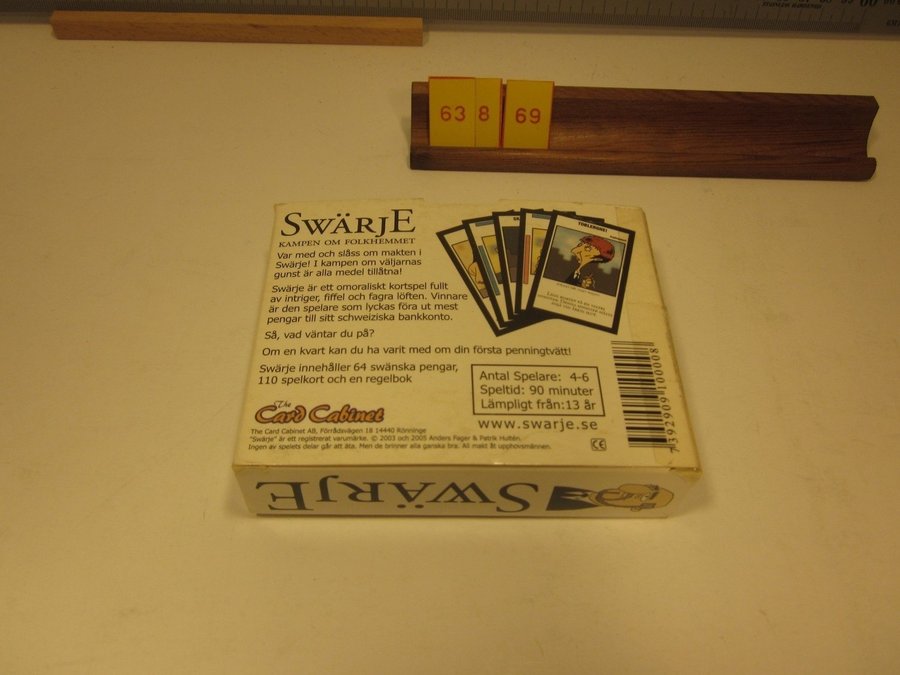 63 8 69
SWÄRJE
KAMPEN OM FOLKHEMMET
Var med och slåss om makten i
Swärje! I kampen om väljarnas
gunst är alla medel tillåtna!
Swärje är ett omoraliskt kortspel fullt
av intriger, fiffel och fagra löften. Vinnare
är den spelare som lyckas föra ut mest
pengar till sitt schweiziska bankkonto.
Så, vad väntar du på?
Om en kvart kan du ha varit med om din första penningtvätt!
Swärje innehåller 64 swänska pengar,
110 spelkort och en regelbok
TOBLERONE!
Antal Spelare: 4-6
Speltid: 90 minuter
Lämpligt från:13 år
www.swarje.se
The
Card Cabinet
The Card Cabinet AB, Förrådsvägen 18 14440 Rönninge
"Swärje" är ett registrerat varumärke. © 2003 och 2005 Anders Fager & Patrik Hultén.
Ingen av spelets delar går att äta. Men de brinner alla ganska bra. All makt åt upphovsmännen.
CE
7392909100008
SWÄRJE